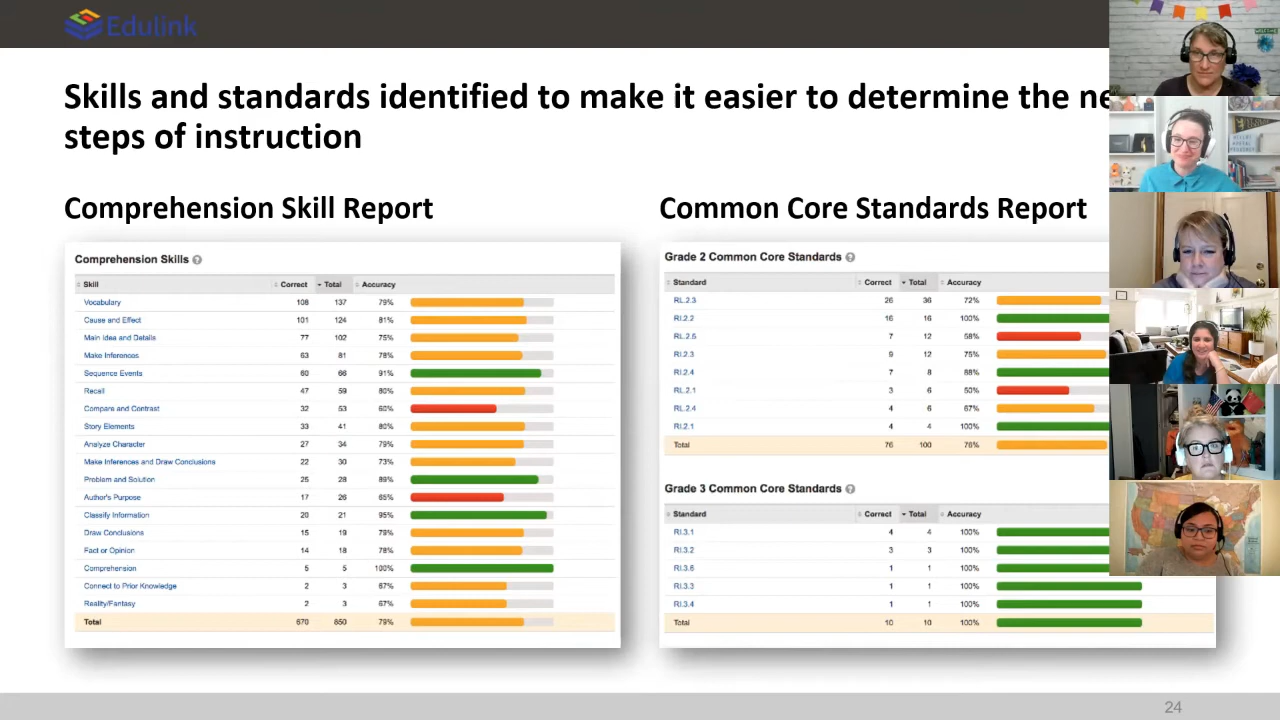 Edulink
Skills and standards identified to make it easier to determine the
steps of instruction
Comprehension Skill Report
Common Core Standards Report
Comprehension Skills
Skill Correct Total Accuracy
Vocabulary 108 137 79%
Cause and Effect 101 124 81%
Main Idea and Details 77 102 75%
Make Inferences 63 81 78%
Sequence Events 60 66 91%
Recall 47 59 80%
Compare and Contrast 32 53 60%
Story Elements 33 41 80%
Analyze Character 27 34 79%
Make Inferences and Draw Conclusions 22 30 73%
Problem and Solution 25 28 89%
Author's Purpose 17 26 65%
Classify Information 20 21 95%
Draw Conclusions 15 19 79%
Fact or Opinion 14 18 78%
Comprehension 5 5 100%
Connect to Prior Knowledge 2 3 67%
Reality/Fantasy 2 3 67%
Total 670 850 79%
Grade 2 Common Core Standards
Standard Correct Total Accuracy
RL.2.3 26 36 72%
RI.2.2 16 16 100%
RL.2.5 7 12 58%
RI.2.3 9 12 75%
RI.2.4 7 8 88%
RL.2.1 3 6 50%
RL.2.4 4 6 67%
RI.2.1 4 4 100%
Total 76 100 76%
Grade 3 Common Core Standards
Standard Correct Total Accuracy
RI.3.1 4 4 100%
RI.3.2 3 3 100%
RI.3.6 1 1 100%
RI.3.3 1 1 100%
RI.3.4 1 1 100%
Total 10 10 100%
24